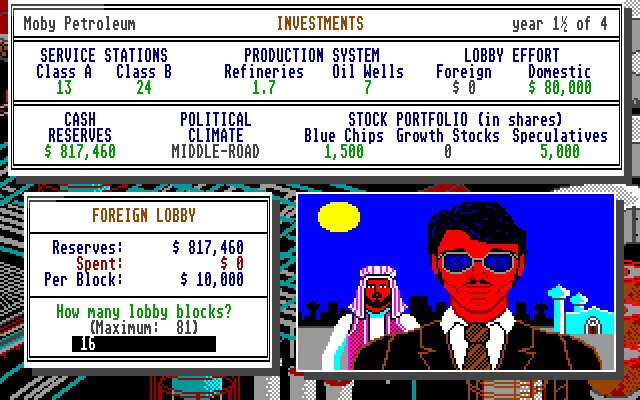 Moby Petroleum INVESTMENTS year 1½ of 4
SERVICE STATIONS PRODUCTION SYSTEM LOBBY EFFORT
Class A Class B Refineries Oil Wells Foreign Domestic
13 24 1.7 7 $ 0 $ 80,000
CASH POLITICAL STOCK PORTFOLIO (in shares)
RESERVES CLIMATE Blue Chips Growth Stocks Speculatives
$ 817,460 MIDDLE-ROAD 1,500 0 5,000
FOREIGN LOBBY
Reserves: $ 817,460
Spent: $ 0
Per Block: $ 10,000
How many lobby blocks?
(Maximum: 81)
16